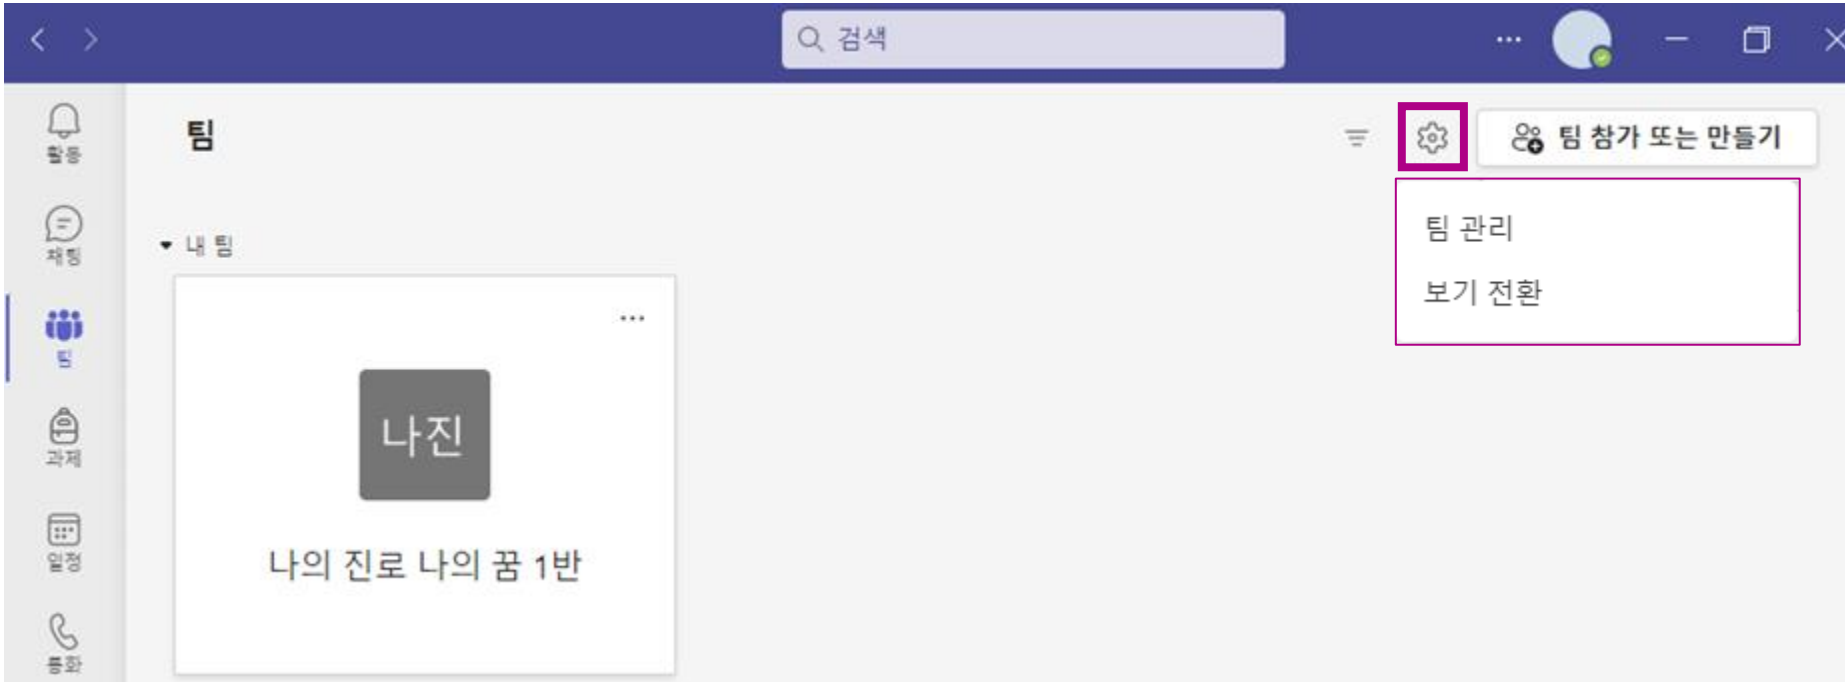 검색
활동
채팅
팀
과제
일정
통화
팀
팀 참가 또는 만들기
팀 관리
보기 전환
내 팀
...
나진
나의 진로 나의 꿈 1반